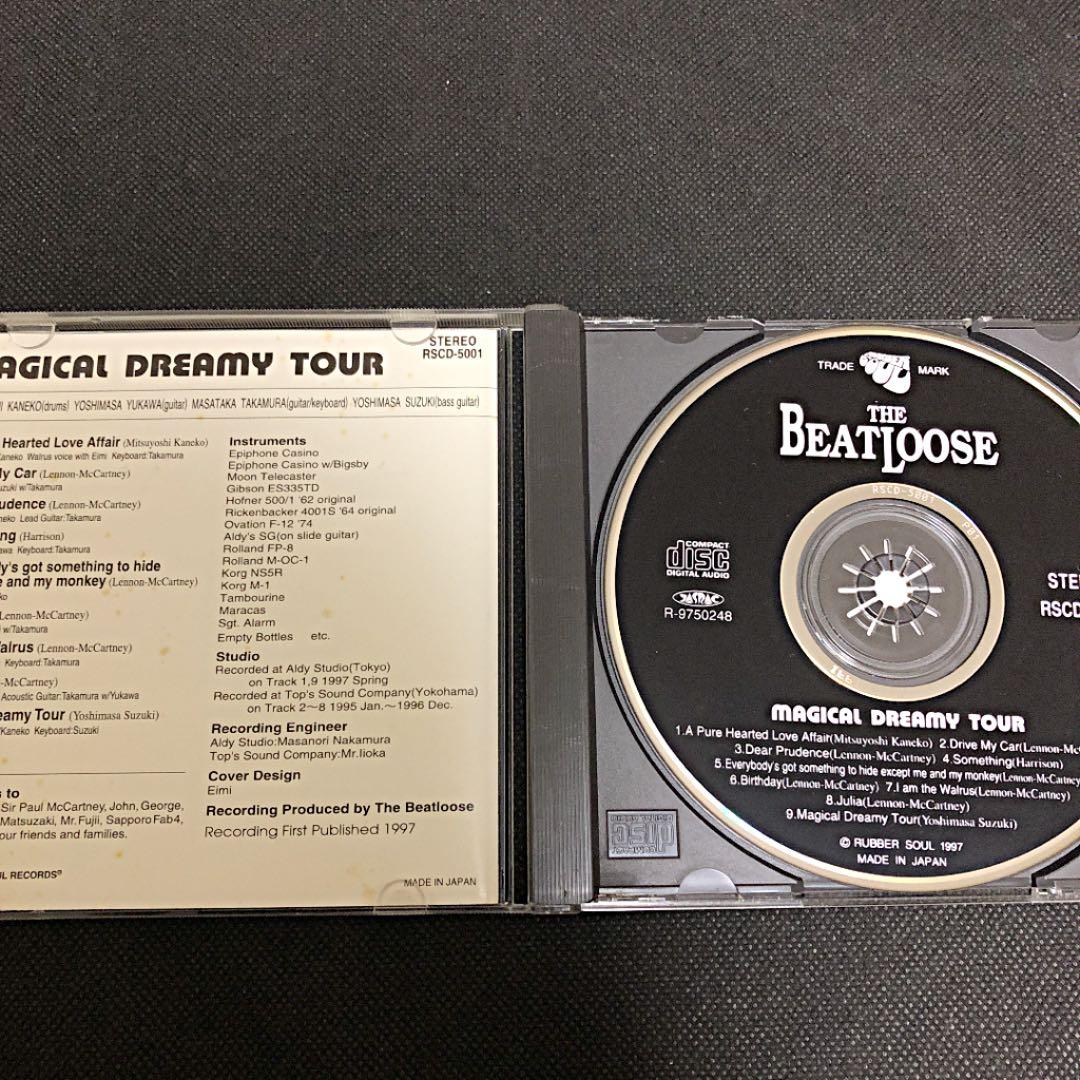 STEREO
RSCD-5001
AGICAL DREAMY TOUR
KANEKO(drums) YOSHIMASA YUKAWA(guitar) MASATAKA TAKAMURA(guitar/keyboard) YOSHIMASA SUZUKI(bass guitar)
Hearted Love Affair (Mitsuyoshi Kaneko)
Kaneko Walrus voice with Eimi Keyboard:Takamura
My Car (Lennon-McCartney)
uzuki w/Takamura
udence (Lennon-McCartney)
neko Lead Guitar:Takamura
ng (Harrison)
awa Keyboard:Takamura
dy's got something to hide
e and my monkey (Lennon-McCartney)
ko
Lennon-McCartney)
w/Takamura
Walrus (Lennon-McCartney)
Keyboard:Takamura
-McCartney)
Acoustic Guitar:Takamura w/Yukawa
eamy Tour (Yoshimasa Suzuki)
Kaneko Keyboard:Suzuki
s to
Sir Paul McCartney, John, George,
Matsuzaki, Mr.Fujii, Sapporo Fab4,
our friends and families.
UL RECORDS®
Instruments
Epiphone Casino
Epiphone Casino w/Bigsby
Moon Telecaster
Gibson ES335TD
Hofner 500/1 '62 original
Rickenbacker 4001S '64 original
Ovation F-12 '74
Aldy's SG(on slide guitar)
Rolland FP-8
Rolland M-OC-1
Korg NS5R
Korg M-1
Tambourine
Maracas
Sgt. Alarm
Empty Bottles etc.
Studio
Recorded at Aldy Studio(Tokyo)
on Track 1,9 1997 Spring
Recorded at Top's Sound Company(Yokohama)
on Track 2〜8 1995 Jan.〜1996 Dec.
Recording Engineer
Aldy Studio:Masanori Nakamura
Top's Sound Company:Mr.Iioka
Cover Design
Eimi
Recording Produced by The Beatloose
Recording First Published 1997
MADE IN JAPAN
TRADE RUBBER SOUL MARK
THE
BEATLOOSE
RSCD-5001
COMPACT
disc
DIGITAL AUDIO
JASRAC
R-9750248
STE
RSCD
MAGICAL DREAMY TOUR
1.A Pure Hearted Love Affair(Mitsuyoshi Kaneko) 2.Drive My Car(Lennon-Mc
3.Dear Prudence(Lennon-McCartney) 4.Something(Harrison)
5.Everybody's got something to hide except me and my monkey(Lennon-McCartney
6.Birthday(Lennon-McCartney) 7.I am the Walrus(Lennon-McCartney)
8.Julia(Lennon-McCartney)
9.Magical Dreamy Tour(Yoshimasa Suzuki)
© RUBBER SOUL 1997
MADE IN JAPAN